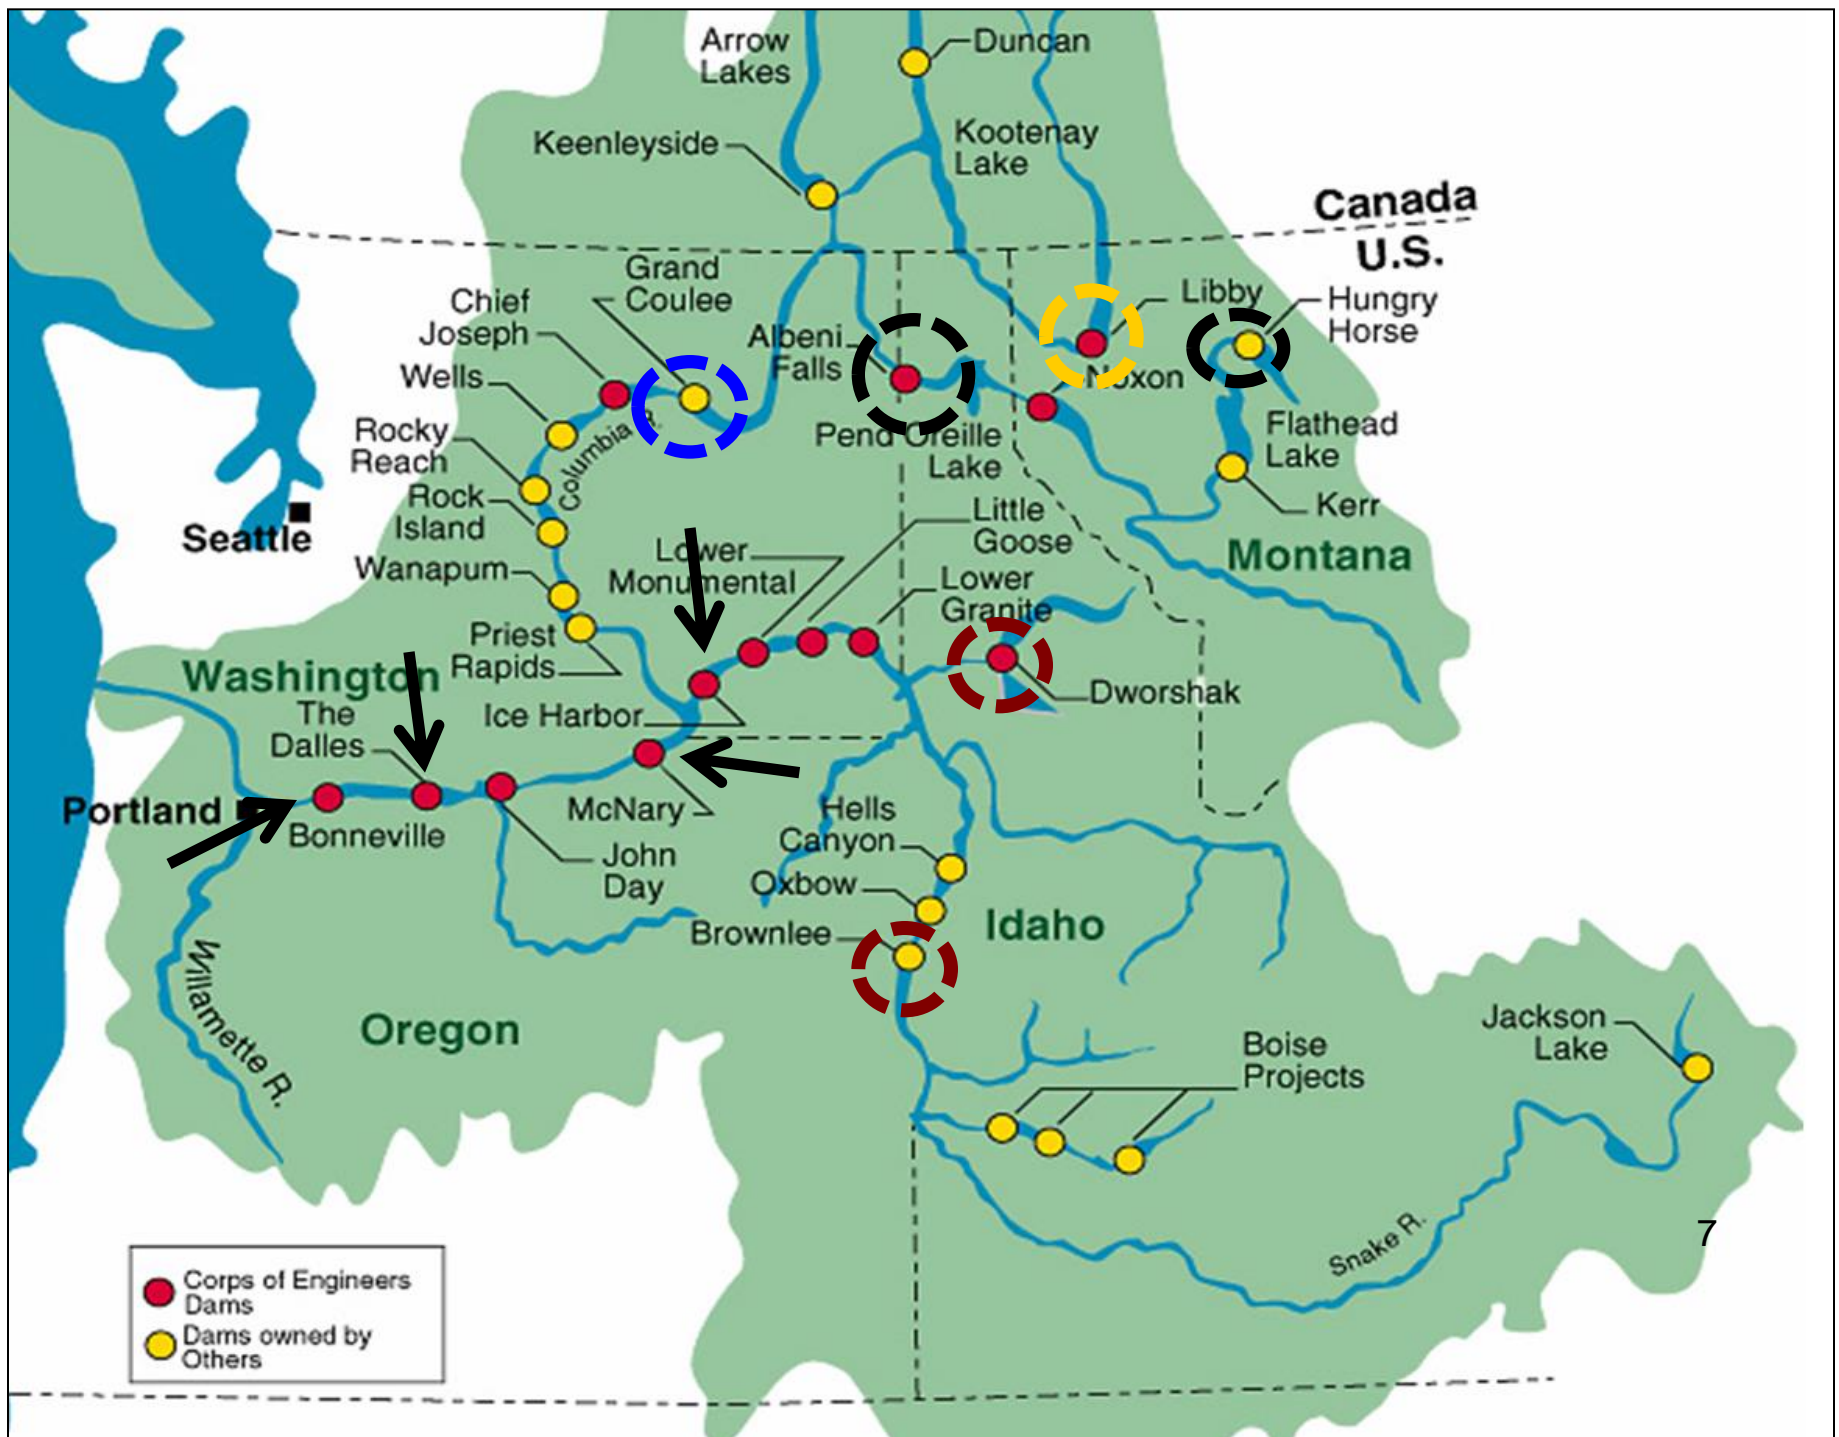 Arrow
Lakes
Duncan
Keenleyside
Kootenay
Lake
Canada
U.S.
Grand
Coulee
Chief
Joseph
Albeni
Falls
Libby
Hungry
Horse
Wells
Noxon
Rocky
Reach
Columbia R.
Pend Oreille
Lake
Flathead
Lake
Rock
Island
Kerr
Seattle
Little
Goose
Lower
Monumental
Montana
Wanapum
Lower
Granite
Priest
Rapids
Washington
Dworshak
The
Dalles
Ice Harbor
Portland
Bonneville
McNary
Hells
Canyon
John
Day
Oxbow
Brownlee
Idaho
Willamette R.
Oregon
Boise
Projects
Jackson
Lake
Snake R.
7
Corps of Engineers
Dams
Dams owned by
Others